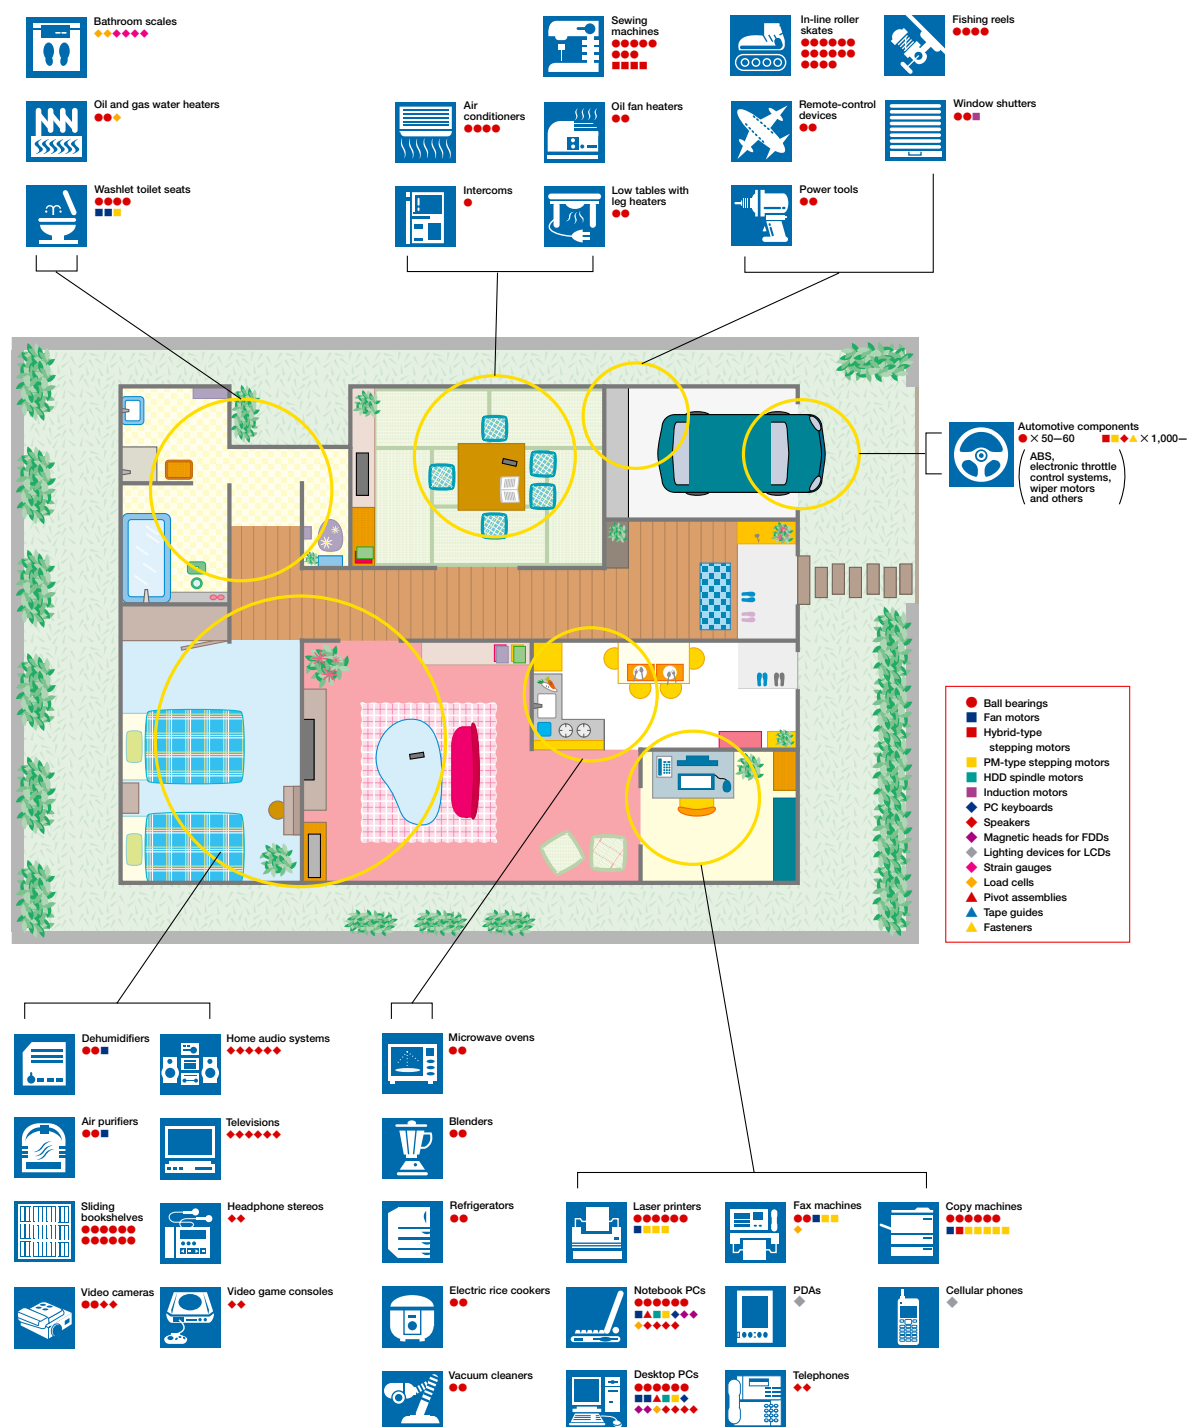 Bathroom scales
Oil and gas water heaters
Washlet toilet seats
Sewing
machines
Air
conditioners
Oil fan heaters
Intercoms
Low tables with
leg heaters
In-line roller
skates
Fishing reels
Remote-control
devices
Window shutters
Power tools
Automotive components
× 50—60
× 1,000—
ABS,
electronic throttle
control systems,
wiper motors
and others
Ball bearings
Fan motors
Hybrid-type
stepping motors
PM-type stepping motors
HDD spindle motors
Induction motors
PC keyboards
Speakers
Magnetic heads for FDDs
Lighting devices for LCDs
Strain gauges
Load cells
Pivot assemblies
Tape guides
Fasteners
Dehumidifiers
Home audio systems
Air purifiers
Televisions
Sliding
bookshelves
Headphone stereos
Video cameras
Video game consoles
Microwave ovens
Blenders
Refrigerators
Electric rice cookers
Vacuum cleaners
Laser printers
Fax machines
Copy machines
Notebook PCs
PDAs
Cellular phones
Desktop PCs
Telephones